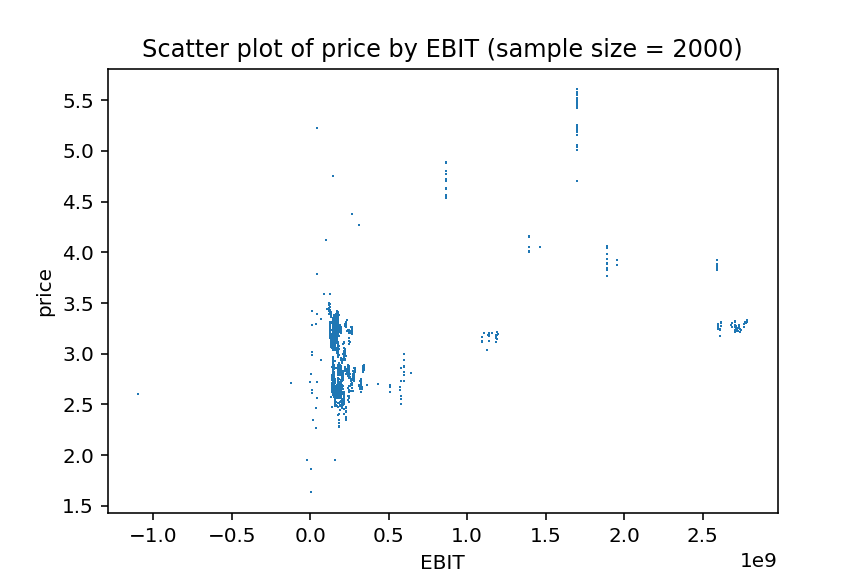 Scatter plot of price by EBIT (sample size = 2000)
5.5
5.0
4.5
4.0
3.5
3.0
2.5
2.0
1.5
price
−1.0 −0.5 0.0 0.5 1.0 1.5 2.0 2.5
1e9
EBIT